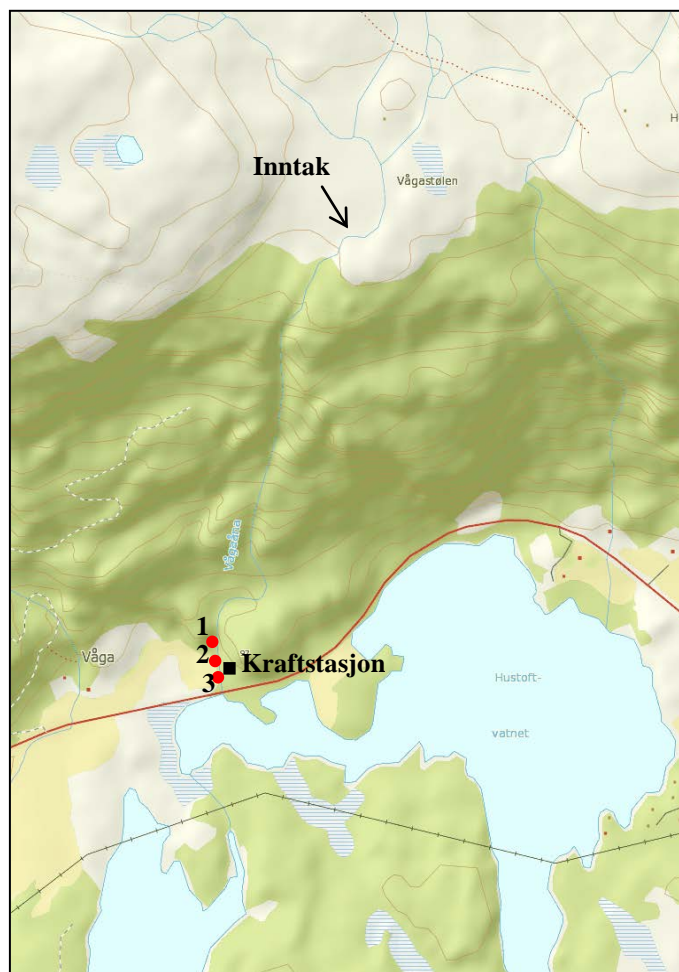 H
Inntak
Vågastølen
Vågaåna
1
2
Våga
Kraftstasjon
3
Hustoft-
vatnet